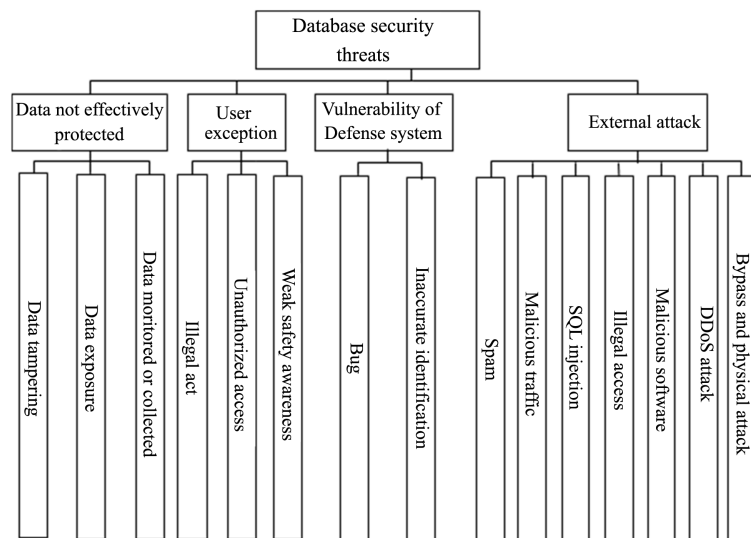 Database security
threats
Data not effectively
protected
User
exception
Vulnerability of
Defense system
External attack
Data tampering
Data exposure
Data moritored or collected
Illegal act
Unauthorized access
Weak safety awareness
Bug
Inaccurate identification
Spam
Malicious traffic
SQL injection
Illegal access
Malicious software
DDoS attack
Bypass and physical attack